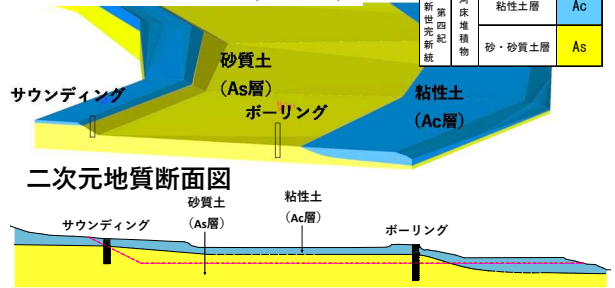 新世完新統
第四紀
河床堆積物
粘性土層
Ac
砂・砂質土層
As
砂質土
(As層)
サウンディング
ボーリング
粘性土
(Ac層)
二次元地質断面図
砂質土
(As層)
粘性土
(Ac層)
サウンディング
ボーリング